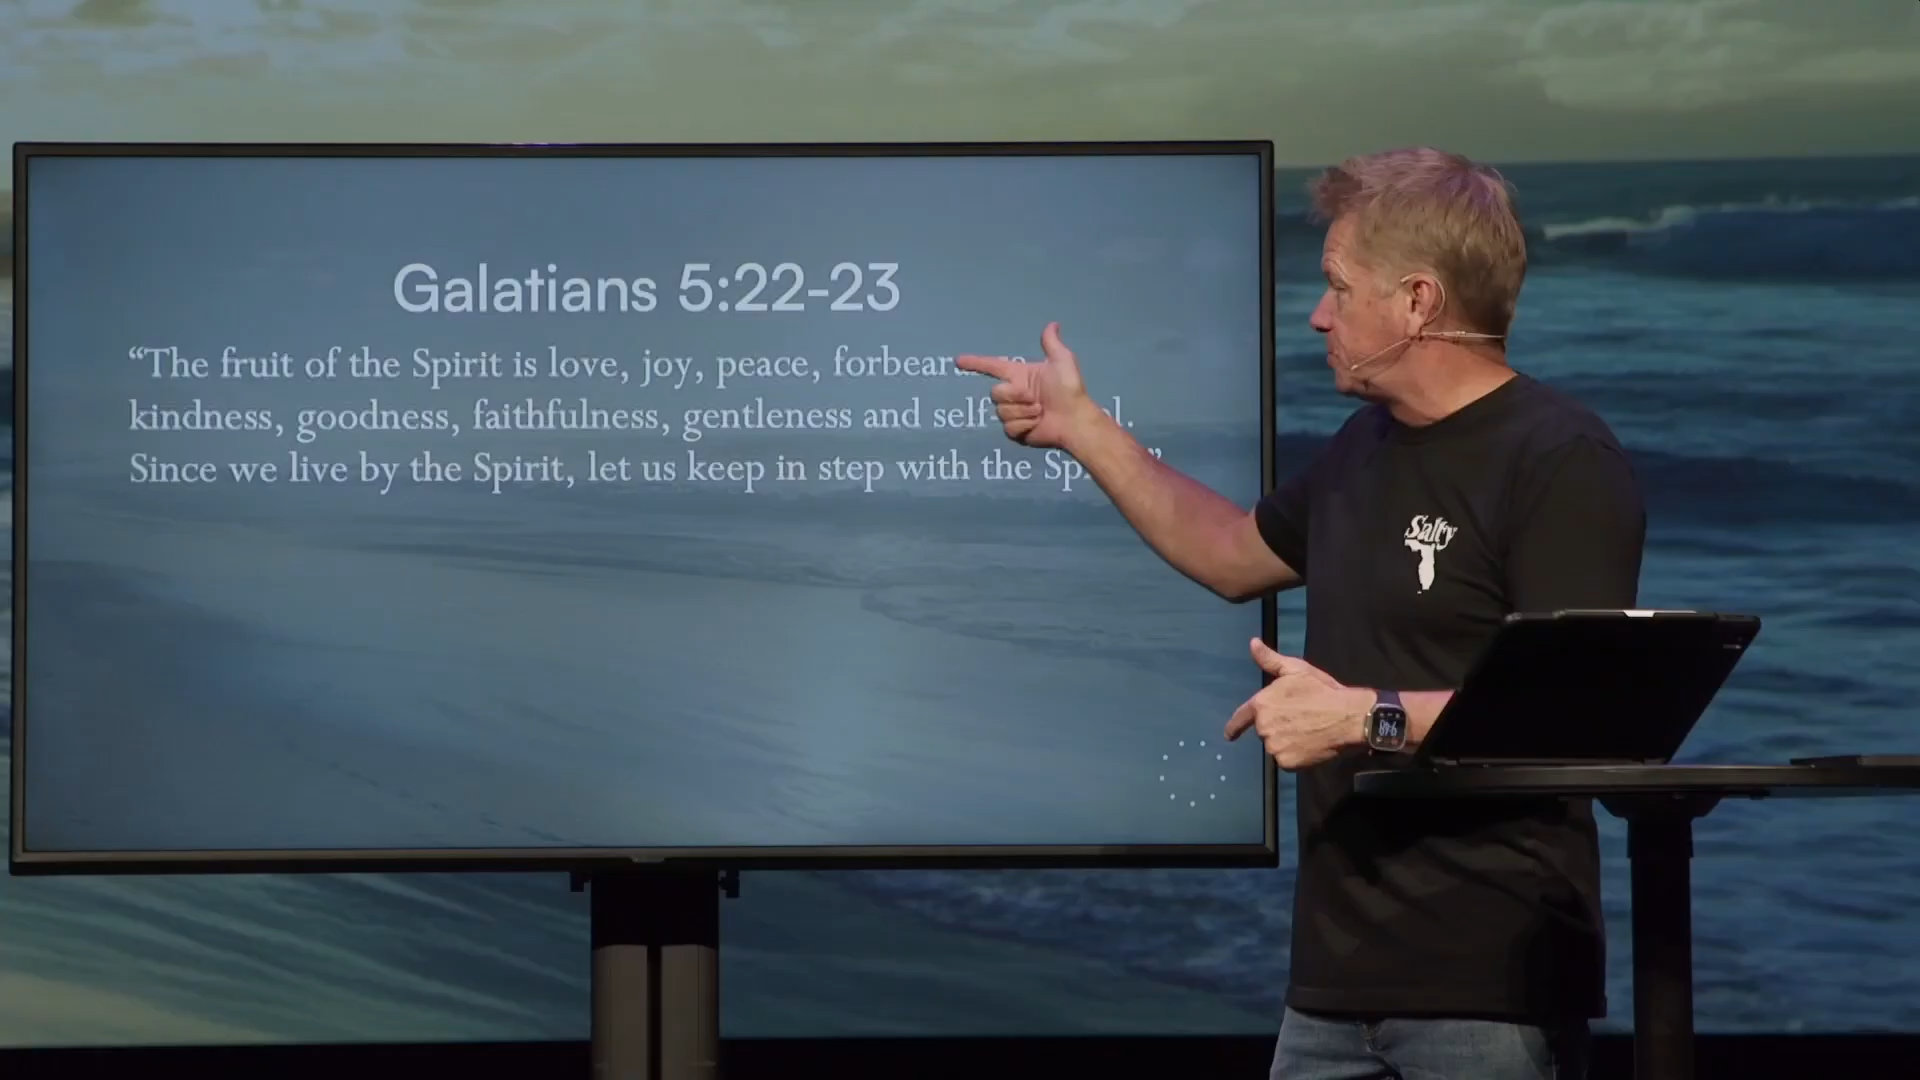 Galatians 5:22-23
“The fruit of the Spirit is love, joy, peace,
kindness, goodness, faithfulness, gentleness and
Since we live by the Spirit, let us keep in step with the
Salty